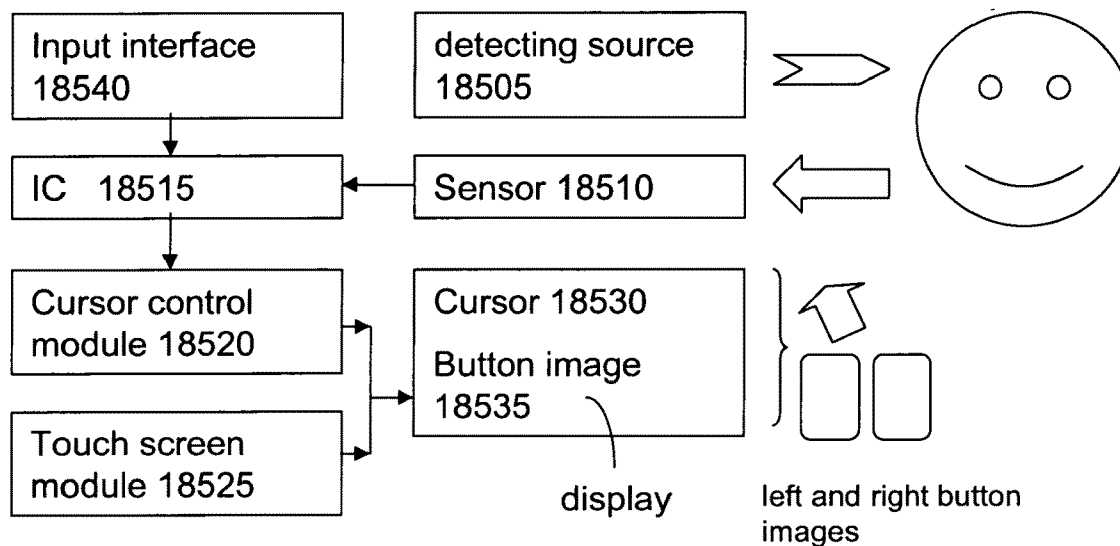 Input interface
18540
detecting source
18505
IC 18515
Sensor 18510
Cursor control
module 18520
Cursor 18530
Button image
18535
Touch screen
module 18525
display
left and right button
images